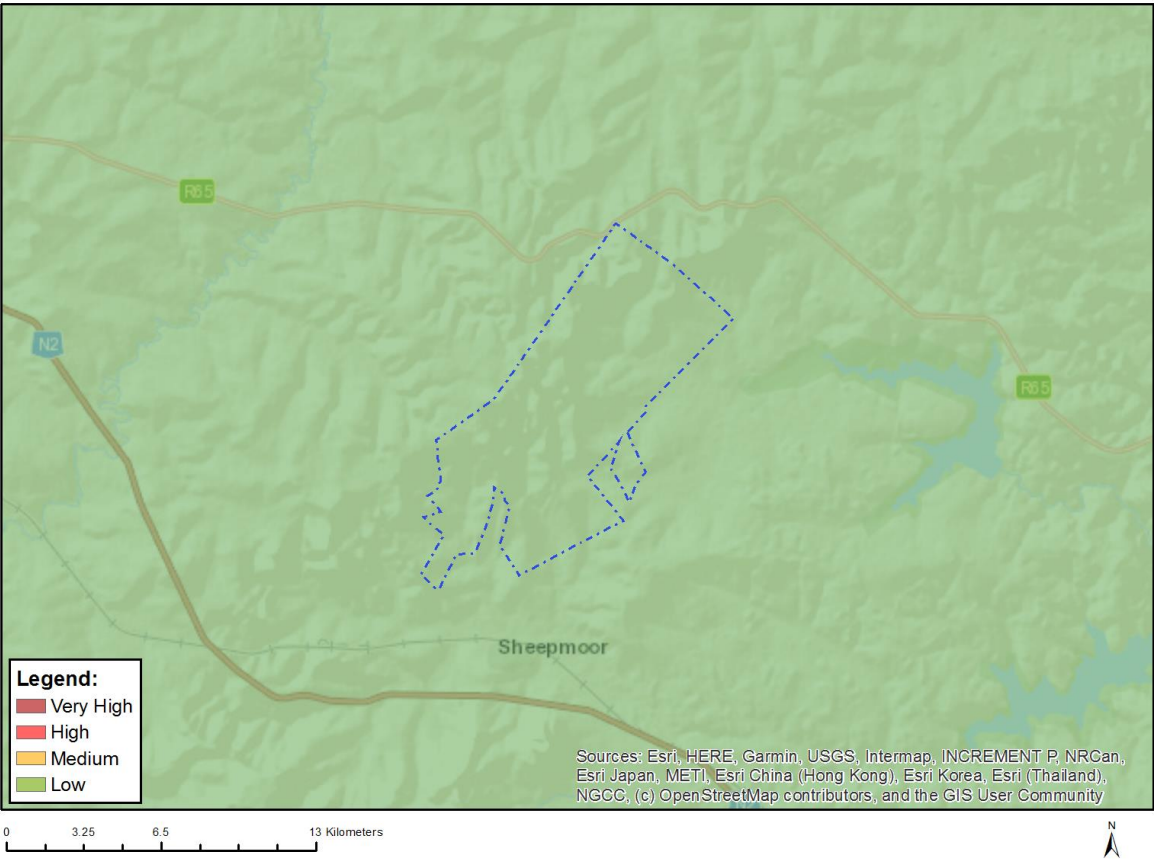 R65
N2
R65
Sheepmoor
Legend:
Very High
High
Medium
Low
Sources: Esri, HERE, Garmin, USGS, Intermap, INCREMENT P, NRCan,
Esri Japan, METI, Esri China (Hong Kong), Esri Korea, Esri (Thailand),
NGCC, (c) OpenStreetMap contributors, and the GIS User Community
0 3.25 6.5 13 Kilometers
N